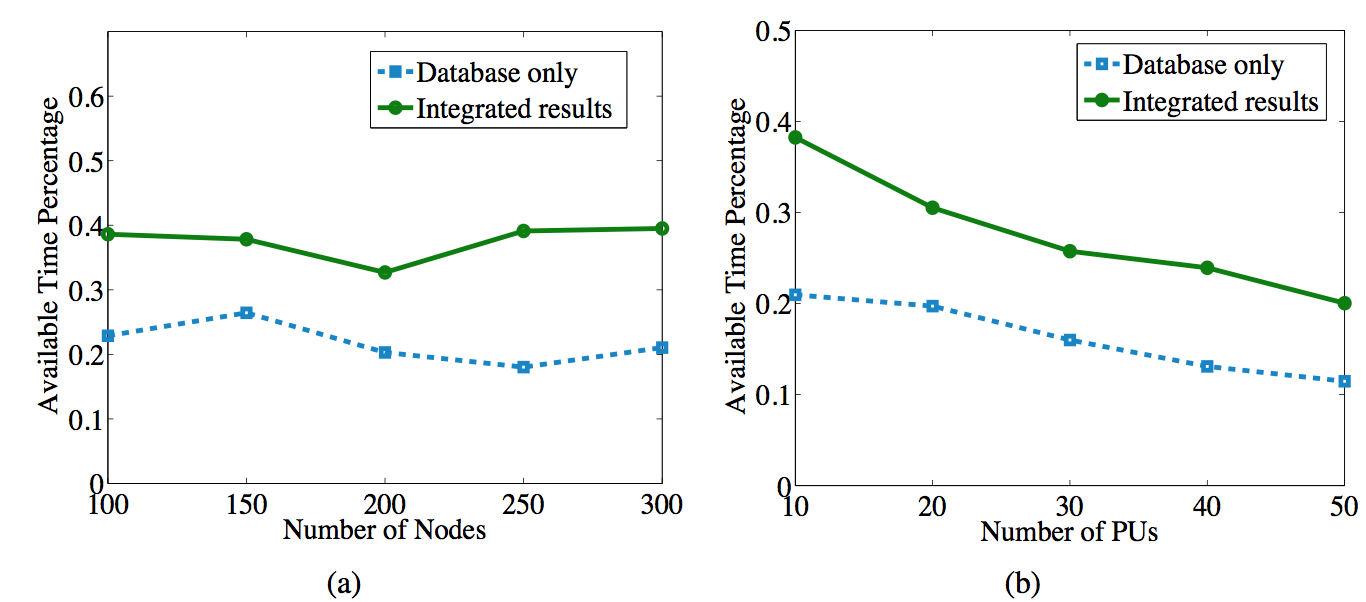 Available Time Percentage
0.6
0.5
0.4
0.3
0.2
0.1
0
Database only
Integrated results
100 150 200 250 300
Number of Nodes
(a)
Available Time Percentage
0.5
0.4
0.3
0.2
0.1
0
Database only
Integrated results
10 20 30 40 50
Number of PUs
(b)